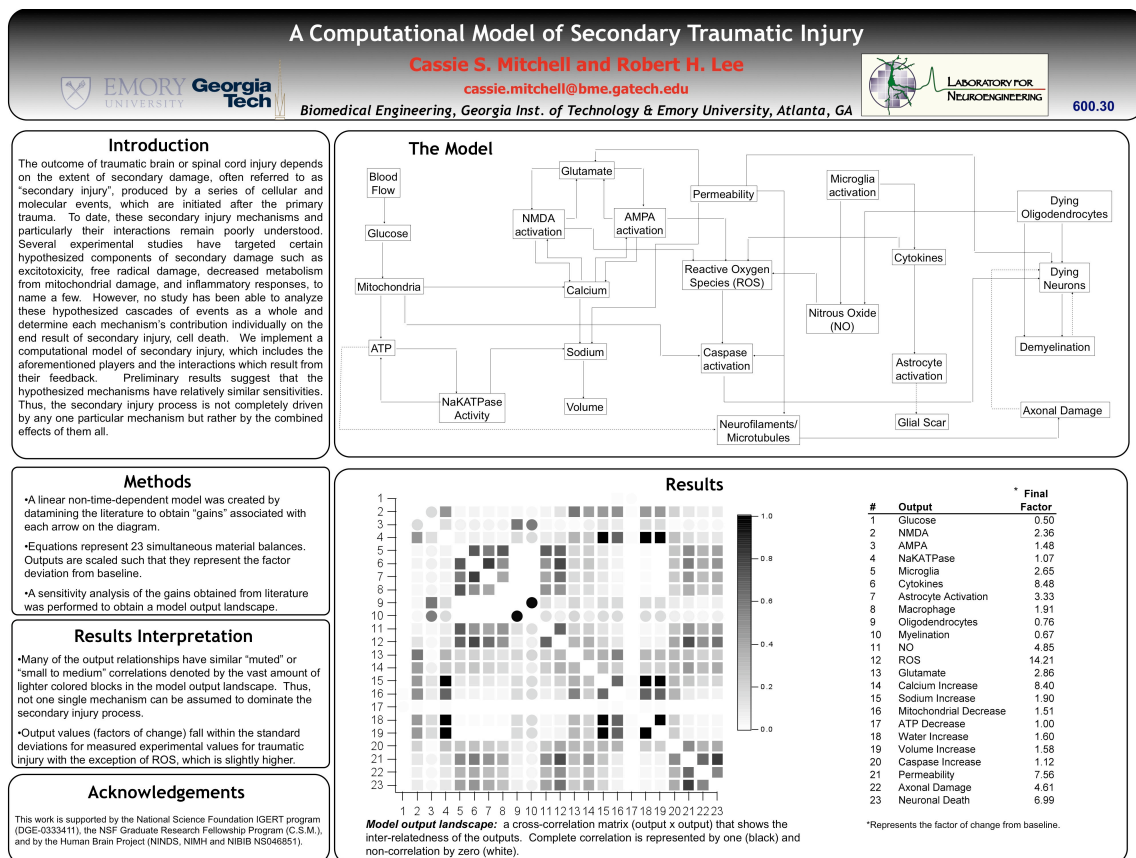 A Computational Model of Secondary Traumatic Injury
Cassie S. Mitchell and Robert H. Lee
cassie.mitchell@bme.gatech.edu
Biomedical Engineering, Georgia Inst. of Technology & Emory University, Atlanta, GA
EMORY
UNIVERSITY
Georgia
Tech
LABORATORY FOR
NEUROENGINEERING
600.30
Introduction
The outcome of traumatic brain or spinal cord injury depends
on the extent of secondary damage, often referred to as
“secondary injury”, produced by a series of cellular and
molecular events, which are initiated after the primary
trauma. To date, these secondary injury mechanisms and
particularly their interactions remain poorly understood.
Several experimental studies have targeted certain
hypothesized components of secondary damage such as
excitotoxicity, free radical damage, decreased metabolism
from mitochondrial damage, and inflammatory responses, to
name a few. However, no study has been able to analyze
these hypothesized cascades of events as a whole and
determine each mechanism’s contribution individually on the
end result of secondary injury, cell death. We implement a
computational model of secondary injury, which includes the
aforementioned players and the interactions which result from
their feedback. Preliminary results suggest that the
hypothesized mechanisms have relatively similar sensitivities.
Thus, the secondary injury process is not completely driven
by any one particular mechanism but rather by the combined
effects of them all.
Methods
•A linear non-time-dependent model was created by
datamining the literature to obtain “gains” associated with
each arrow on the diagram.
•Equations represent 23 simultaneous material balances.
Outputs are scaled such that they represent the factor
deviation from baseline.
•A sensitivity analysis of the gains obtained from literature
was performed to obtain a model output landscape.
Results Interpretation
•Many of the output relationships have similar “muted” or
“small to medium” correlations denoted by the vast amount of
lighter colored blocks in the model output landscape. Thus,
not one single mechanism can be assumed to dominate the
secondary injury process.
•Output values (factors of change) fall within the standard
deviations for measured experimental values for traumatic
injury with the exception of ROS, which is slightly higher.
Acknowledgements
This work is supported by the National Science Foundation IGERT program
(DGE-0333411), the NSF Graduate Research Fellowship Program (C.S.M.),
and by the Human Brain Project (NINDS, NIMH and NIBIB NS046851).
The Model
Blood
Flow
Glucose
Mitochondria
ATP
NaKATPase
Activity
Glutamate
NMDA
activation
AMPA
activation
Calcium
Sodium
Volume
Permeability
Reactive Oxygen
Species (ROS)
Caspase
activation
Neurofilaments/
Microtubules
Microglia
activation
Nitrous Oxide
(NO)
Cytokines
Astrocyte
activation
Glial Scar
Dying
Oligodendrocytes
Dying
Neurons
Demyelination
Axonal Damage
Results
1
2
3
4
5
6
7
8
9
10
11
12
13
14
15
16
17
18
19
20
21
22
23
1 2 3 4 5 6 7 8 9 10 11 12 13 14 15 16 17 18 19 20 21 22 23
1.0
0.8
0.6
0.4
0.2
0.0
Model output landscape: a cross-correlation matrix (output x output) that shows the
inter-relatedness of the outputs. Complete correlation is represented by one (black) and
non-correlation by zero (white).
* Final
# Output Factor
1 Glucose 0.50
2 NMDA 2.36
3 AMPA 1.48
4 NaKATPase 1.07
5 Microglia 2.65
6 Cytokines 8.48
7 Astrocyte Activation 3.33
8 Macrophage 1.91
9 Oligodendrocytes 0.76
10 Myelination 0.67
11 NO 4.85
12 ROS 14.21
13 Glutamate 2.86
14 Calcium Increase 8.40
15 Sodium Increase 1.90
16 Mitochondrial Decrease 1.51
17 ATP Decrease 1.00
18 Water Increase 1.60
19 Volume Increase 1.58
20 Caspase Increase 1.12
21 Permeability 7.56
22 Axonal Damage 4.61
23 Neuronal Death 6.99
*Represents the factor of change from baseline.